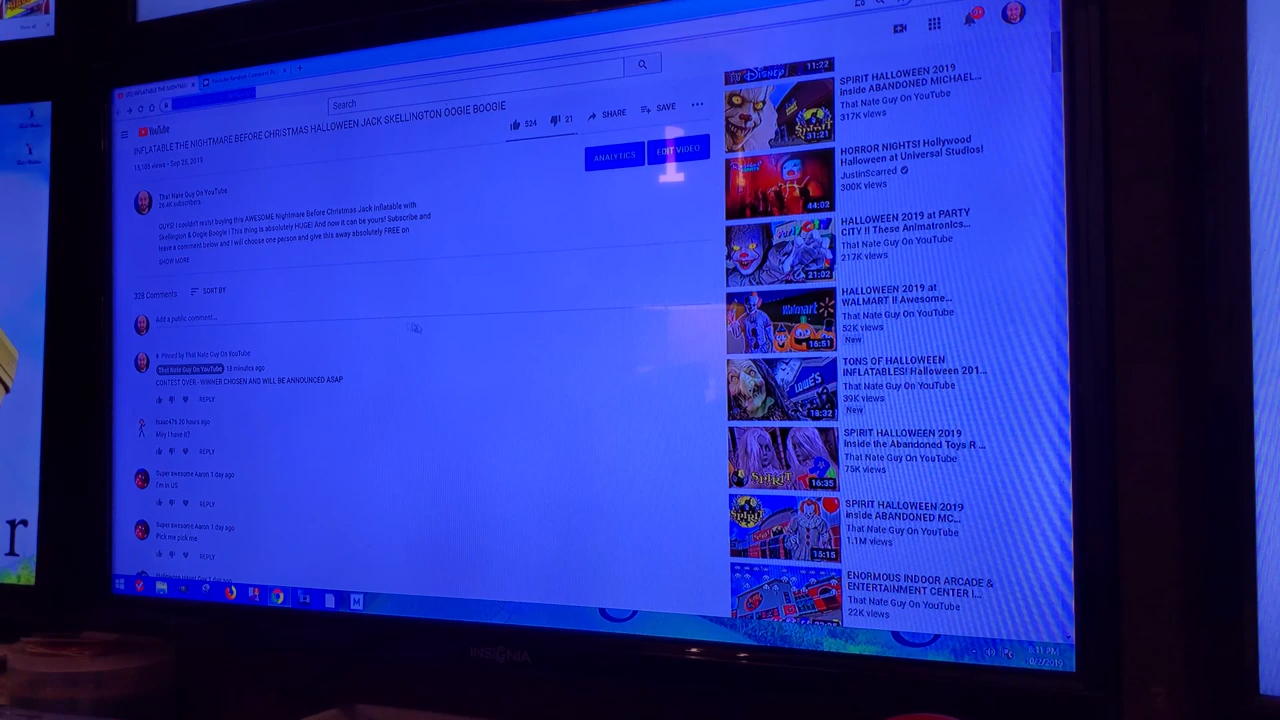 Search
YouTube
INFLATABLE THE NIGHTMARE BEFORE CHRISTMAS HALLOWEEN JACK SKELLINGTON OOGIE BOOGIE
15,105 views • Sep 25, 2019
524
21
SHARE
SAVE
ANALYTICS
EDIT VIDEO
That Nate Guy On YouTube
26.4K subscribers
GUYS! I couldn't resist buying this AWESOME Nightmare Before Christmas Jack Inflatable with
Skellington & Oogie Boogie ! This thing is absolutely HUGE! And now it can be yours! Subscribe and
leave a comment below and I will choose one person and give this away absolutely FREE on
SHOW MORE
328 Comments
SORT BY
Add a public comment...
Pinned by That Nate Guy On YouTube
That Nate Guy On YouTube 18 minutes ago
CONTEST OVER - WINNER CHOSEN AND WILL BE ANNOUNCED ASAP
REPLY
Isaac476 20 hours ago
May I have it?
REPLY
Super awesome Aaron 1 day ago
I'm in US
REPLY
Super awesome Aaron 1 day ago
Pick me pick me
REPLY
DISNEY
11:22
SPIRIT HALLOWEEN 2019
Inside ABANDONED MICHAEL...
That Nate Guy On YouTube
317K views
31:21
HORROR NIGHTS! Hollywood
Halloween at Universal Studios!
JustinScarred
300K views
44:02
HALLOWEEN 2019 at PARTY
CITY !! These Animatronics...
That Nate Guy On YouTube
217K views
21:02
HALLOWEEN 2019 at
WALMART !! Awesome...
That Nate Guy On YouTube
52K views
New
Walmart
16:51
TONS OF HALLOWEEN
INFLATABLES! Halloween 201...
That Nate Guy On YouTube
39K views
New
LOWE'S
18:32
SPIRIT HALLOWEEN 2019
Inside the Abandoned Toys R ...
That Nate Guy On YouTube
75K views
SPIRIT
16:35
SPIRIT HALLOWEEN 2019
Inside ABANDONED MC...
That Nate Guy On YouTube
1.1M views
15:15
ENORMOUS INDOOR ARCADE &
ENTERTAINMENT CENTER I...
That Nate Guy On YouTube
22K views
8:11 PM
10/2/2019
INSIGNIA
r